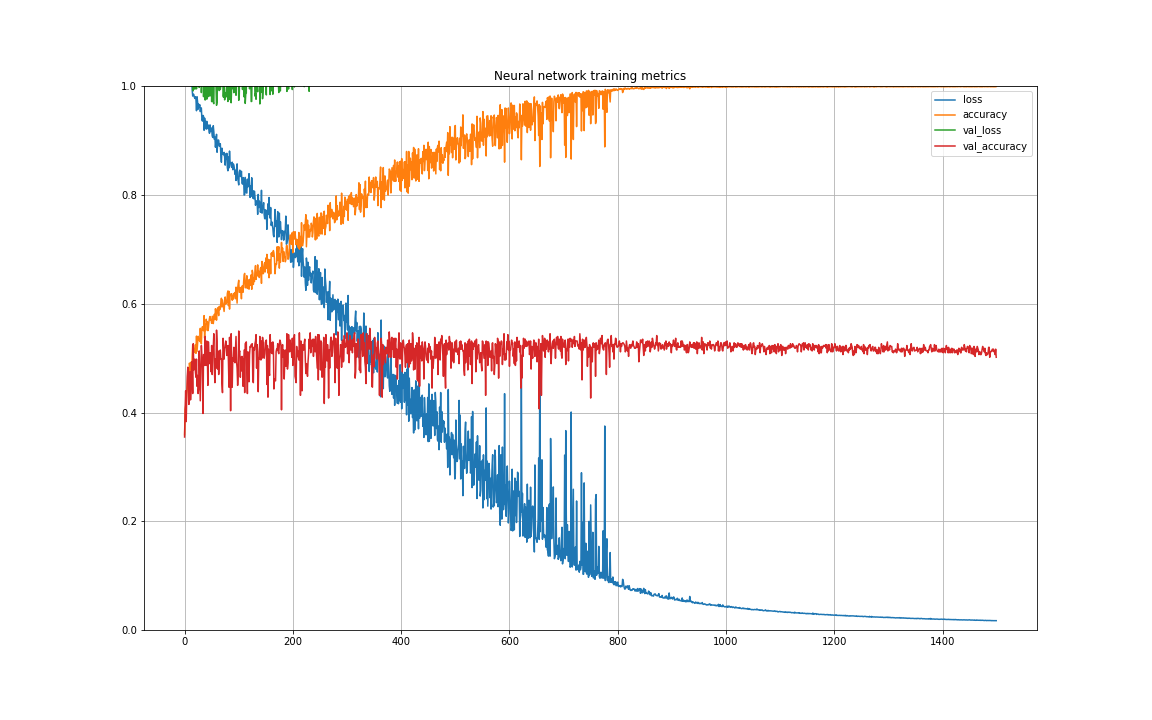 Neural network training metrics
1.0
loss
accuracy
val_loss
val_accuracy
0.8
0.6
0.4
0.2
0.0
0 200 400 600 800 1000 1200 1400